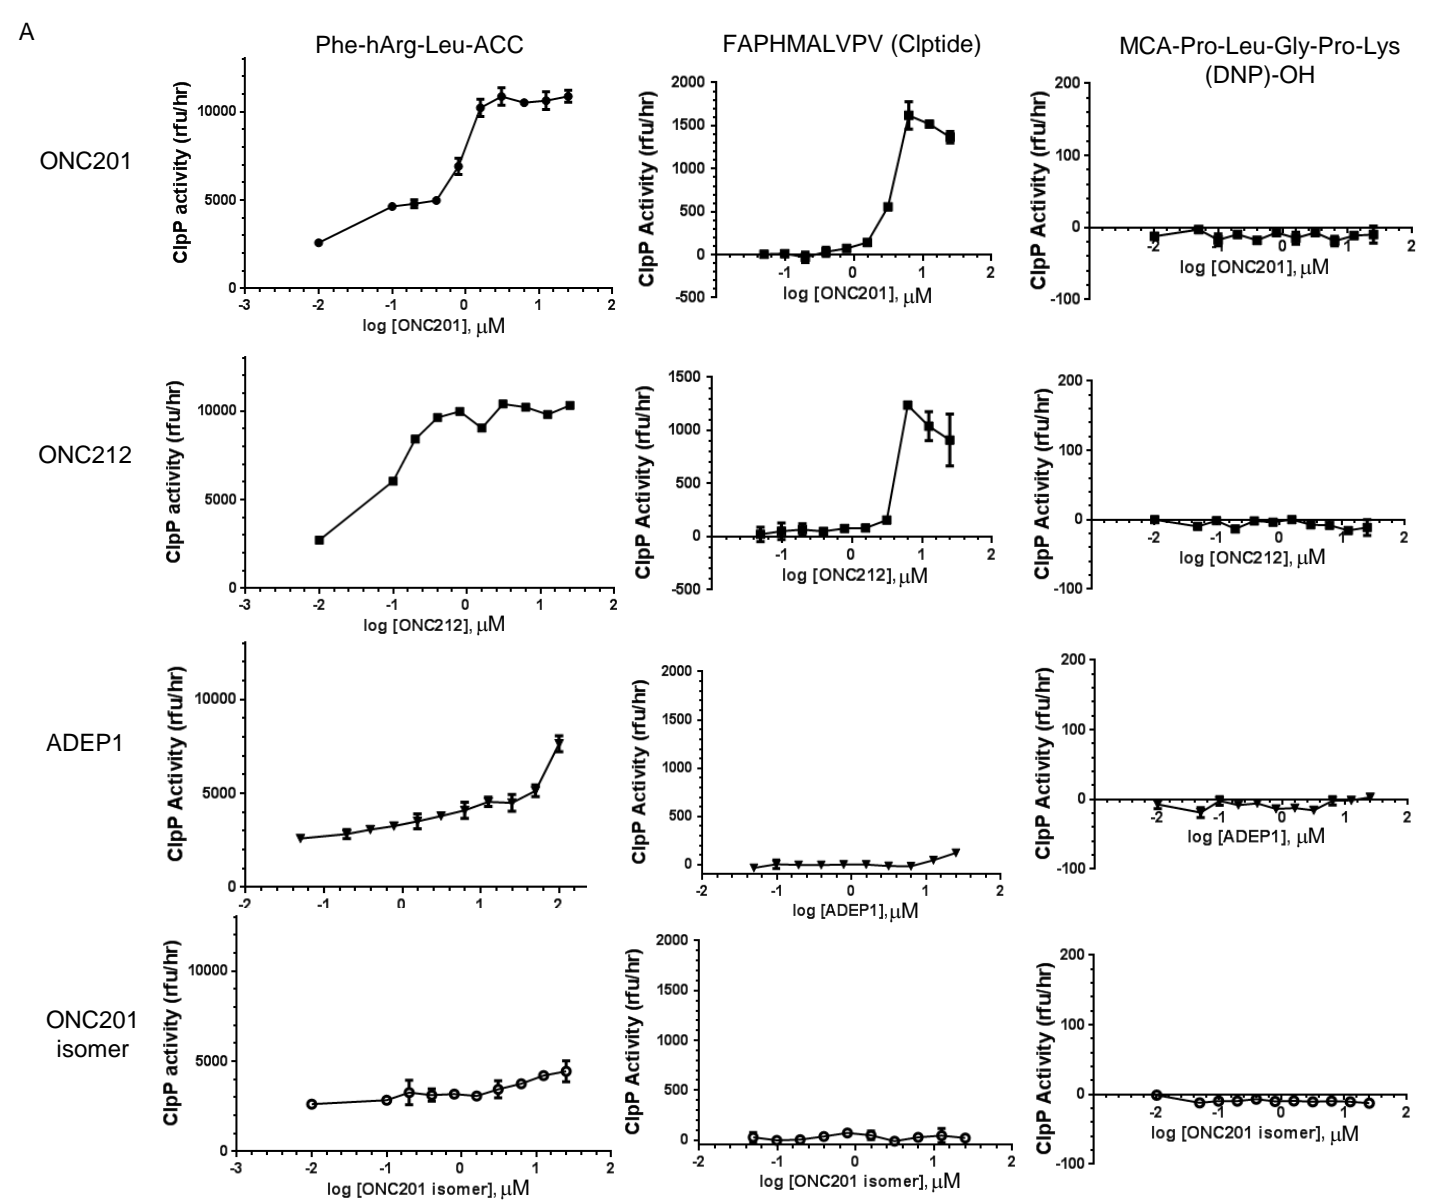 A
Phe-hArg-Leu-ACC
FAPHMALVPV (Clptide)
MCA-Pro-Leu-Gly-Pro-Lys
(DNP)-OH
ONC201
ClpP activity (rfu/hr)
10000
5000
0
-3 -2 -1 0 1 2
log [ONC201], μM
ClpP Activity (rfu/hr)
2000
1500
1000
500
0
-500
-1 0 1 2
log [ONC201], μM
ClpP Activity (rfu/hr)
200
100
0
-100
-2 -1 0 1 2
log [ONC201], μM
ONC212
ClpP activity (rfu/hr)
10000
5000
0
-3 -2 -1 0 1 2
log [ONC212], μM
ClpP Activity (rfu/hr)
1500
1000
500
0
-500
-1 0 1 2
log [ONC212], μM
ClpP Activity (rfu/hr)
200
100
0
-100
-2 -1 0 1 2
log [ONC212], μM
ADEP1
ClpP Activity (rfu/hr)
10000
5000
0
-2 -1 0 1 2
ClpP Activity (rfu/hr)
2000
1500
1000
500
0
-2 -1 0 1 2
log [ADEP1], μM
ClpP Activity (rfu/hr)
200
100
0
-100
-2 -1 0 1 2
log [ADEP1], μM
ONC201
isomer
ClpP activity (rfu/hr)
10000
5000
0
-3 -2 -1 0 1 2
log [ONC201 isomer], μM
ClpP Activity (rfu/hr)
2000
1500
1000
500
0
-2 -1 0 1 2
log [ONC201 isomer], μM
ClpP Activity (rfu/hr)
200
100
0
-100
-2 -1 0 1 2
log [ONC201 isomer], μM